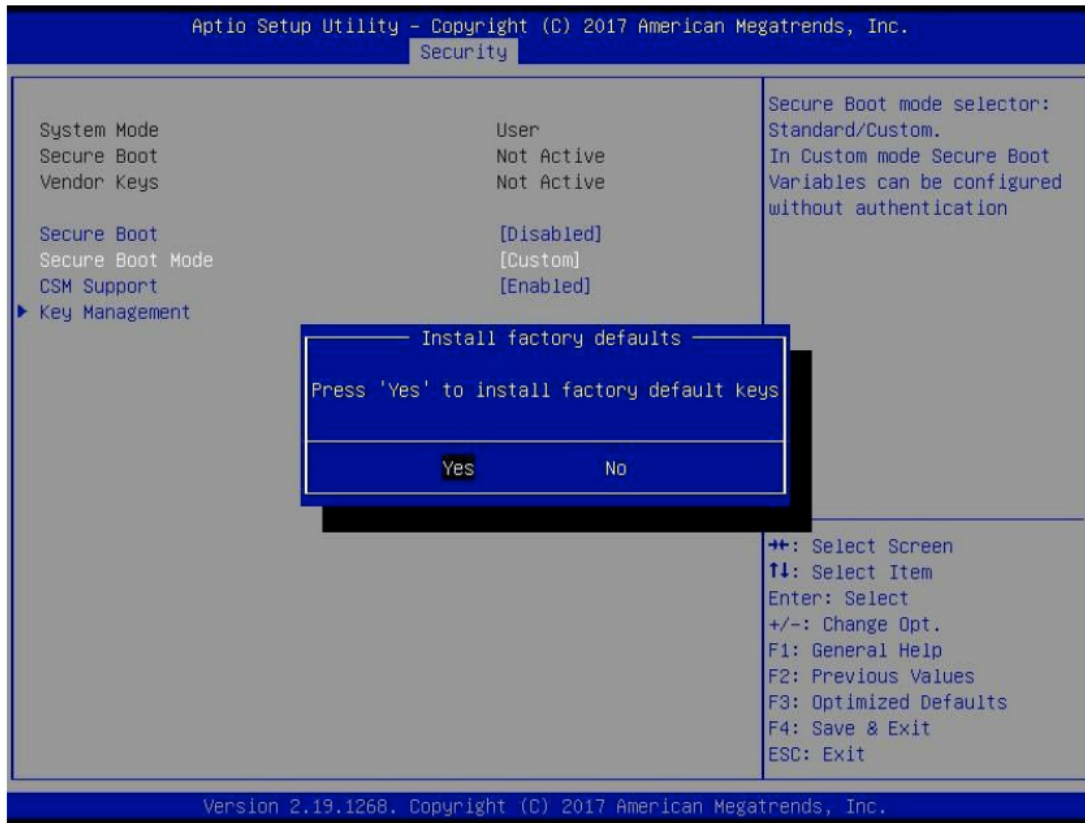 Aptio Setup Utility – Copyright (C) 2017 American Megatrends, Inc.
Security
System Mode User
Secure Boot Not Active
Vendor Keys Not Active
Secure Boot [Disabled]
Secure Boot Mode [Custom]
CSM Support [Enabled]
Key Management
Secure Boot mode selector:
Standard/Custom.
In Custom mode Secure Boot
Variables can be configured
without authentication
Install factory defaults
Press 'Yes' to install factory default keys
Yes No
→←: Select Screen
↑↓: Select Item
Enter: Select
+/-: Change Opt.
F1: General Help
F2: Previous Values
F3: Optimized Defaults
F4: Save & Exit
ESC: Exit
Version 2.19.1268. Copyright (C) 2017 American Megatrends, Inc.